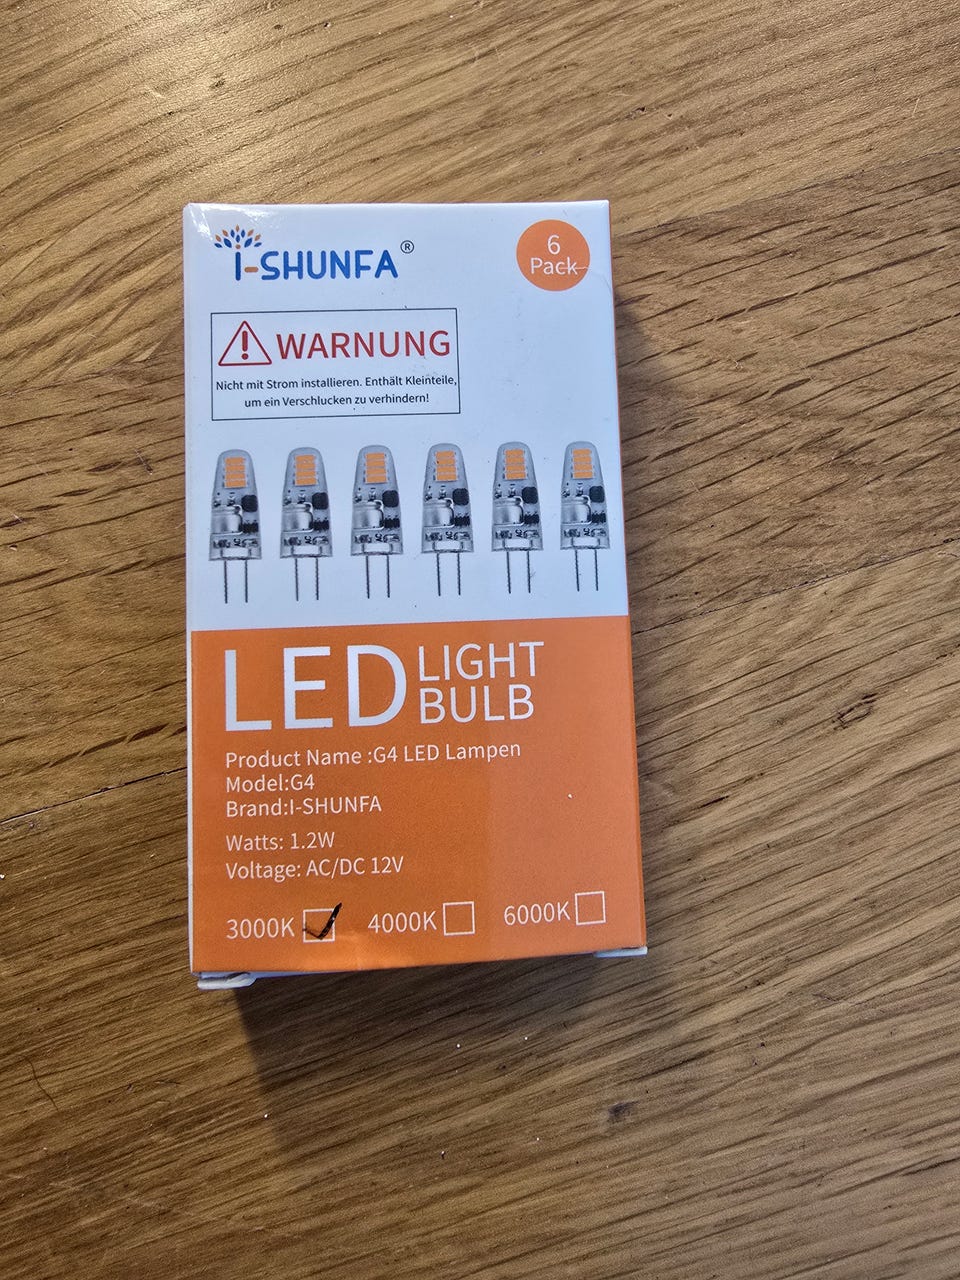 i-SHUNFA®
6
Pack
WARNUNG
Nicht mit Strom installieren. Enthält Kleinteile,
um ein Verschlucken zu verhindern!
LED LIGHT
BULB
Product Name :G4 LED Lampen
Model:G4
Brand:I-SHUNFA
Watts: 1.2W
Voltage: AC/DC 12V
3000K 4000K 6000K